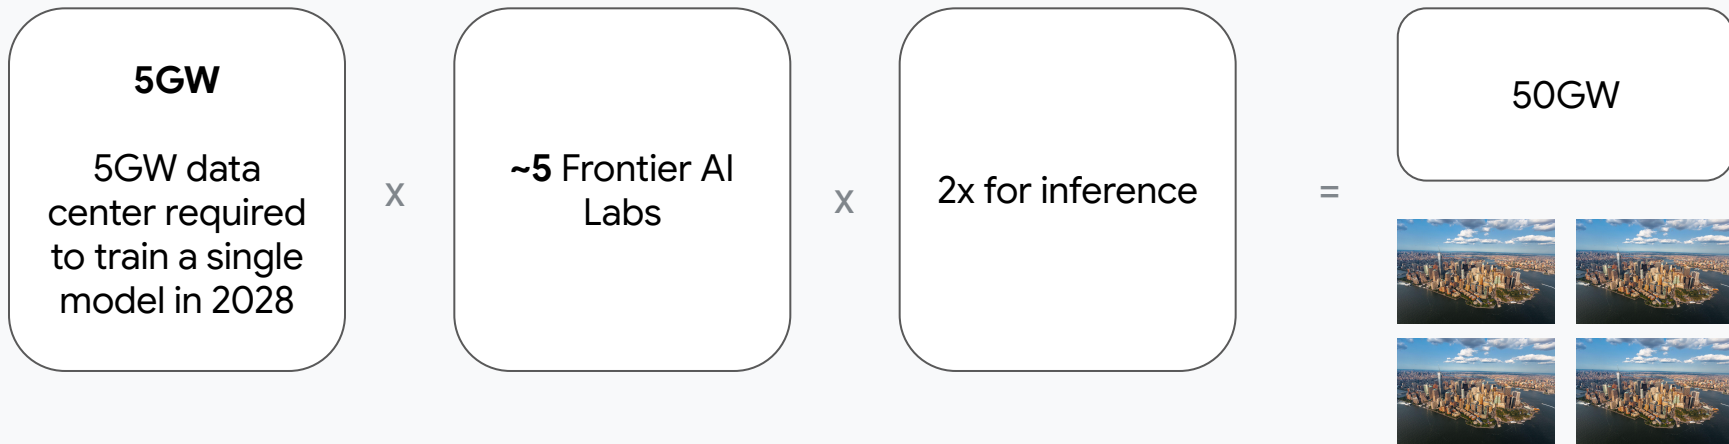 5GW
5GW data
center required
to train a single
model in 2028
x
~5 Frontier AI
Labs
x
2x for inference
=
50GW